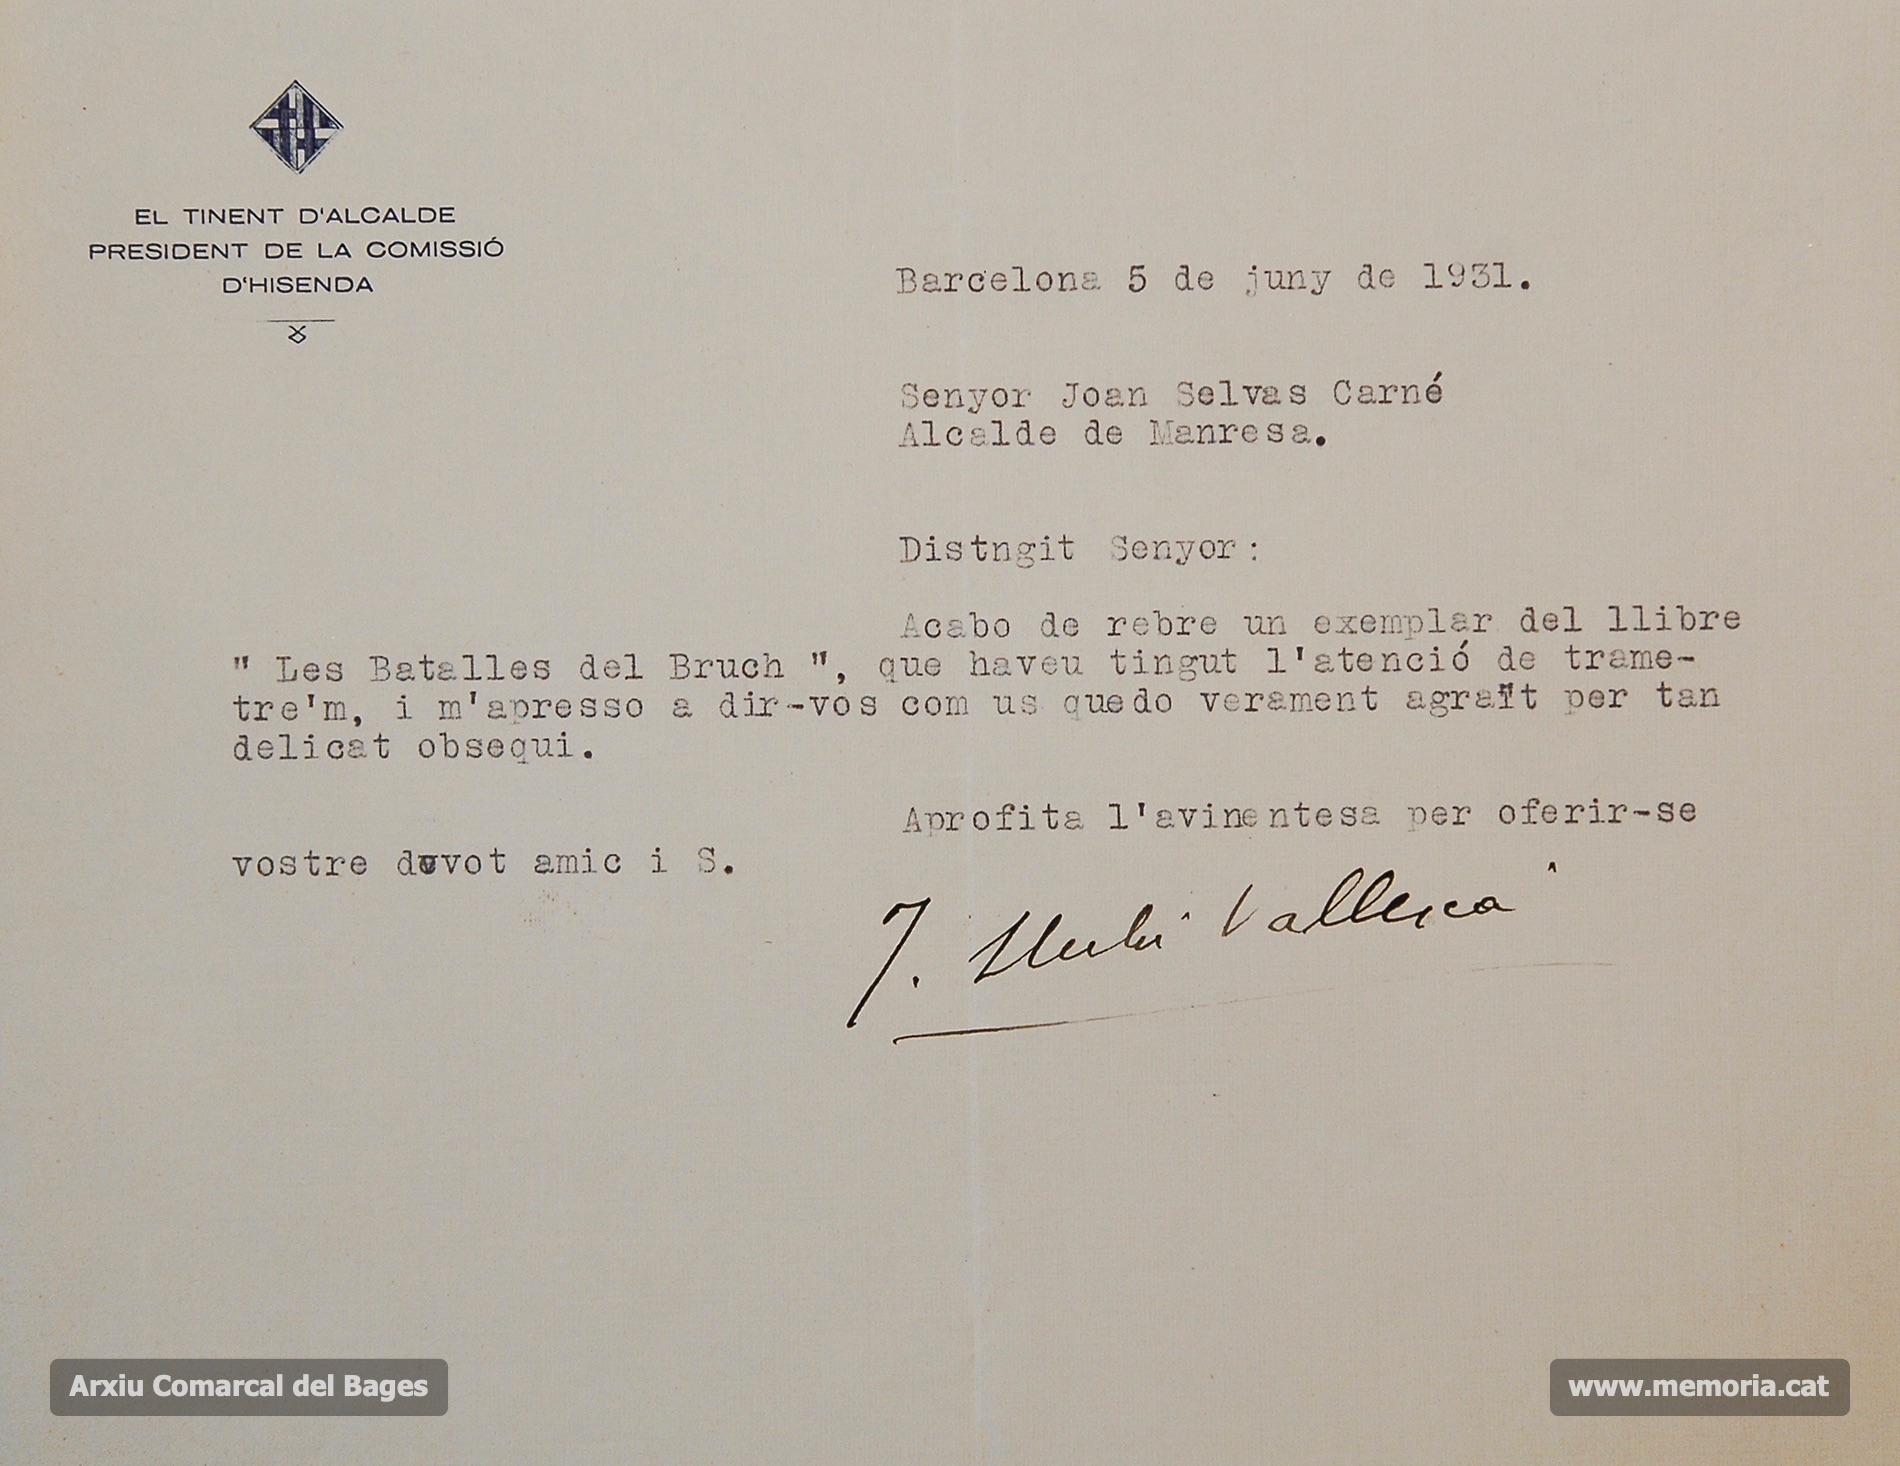 EL TINENT D'ALCALDE
PRESIDENT DE LA COMISSIÓ
D'HISENDA
Barcelona 5 de juny de 1931.
Senyor Joan Selvas Carné
Alcalde de Manresa.
Distngit Senyor:
Acabo de rebre un exemplar del llibre
" Les Batalles del Bruch ", que haveu tingut l'atenció de trame-
tre'm, i m'apresso a dir-vos com us quedo verament agraït per tan
delicat obsequi.
Aprofita l'avinentesa per oferir-se
vostre devot amic i S.
J. Lluhí Vallescà
Arxiu Comarcal del Bages
www.memoria.cat